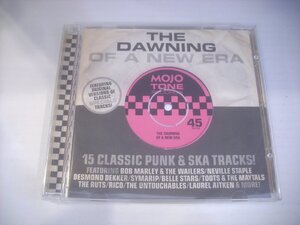 THE DAWNING
OF A NEW ERA
FEATURING
ORIGINAL
VERSIONS OF
CLASSIC
TRACKS!
MOJO
TONE
45
THE DAWNING
OF A NEW ERA
15 CLASSIC PUNK & SKA TRACKS!
FEATURING BOB MARLEY & THE WAILERS/NEVILLE STAPLE
DESMOND DEKKER/SYMARIP/BELLE STARS/TOOTS & THE MAYTALS
THE RUTS/RICO/THE UNTOUCHABLES/LAUREL AITKEN & MORE!